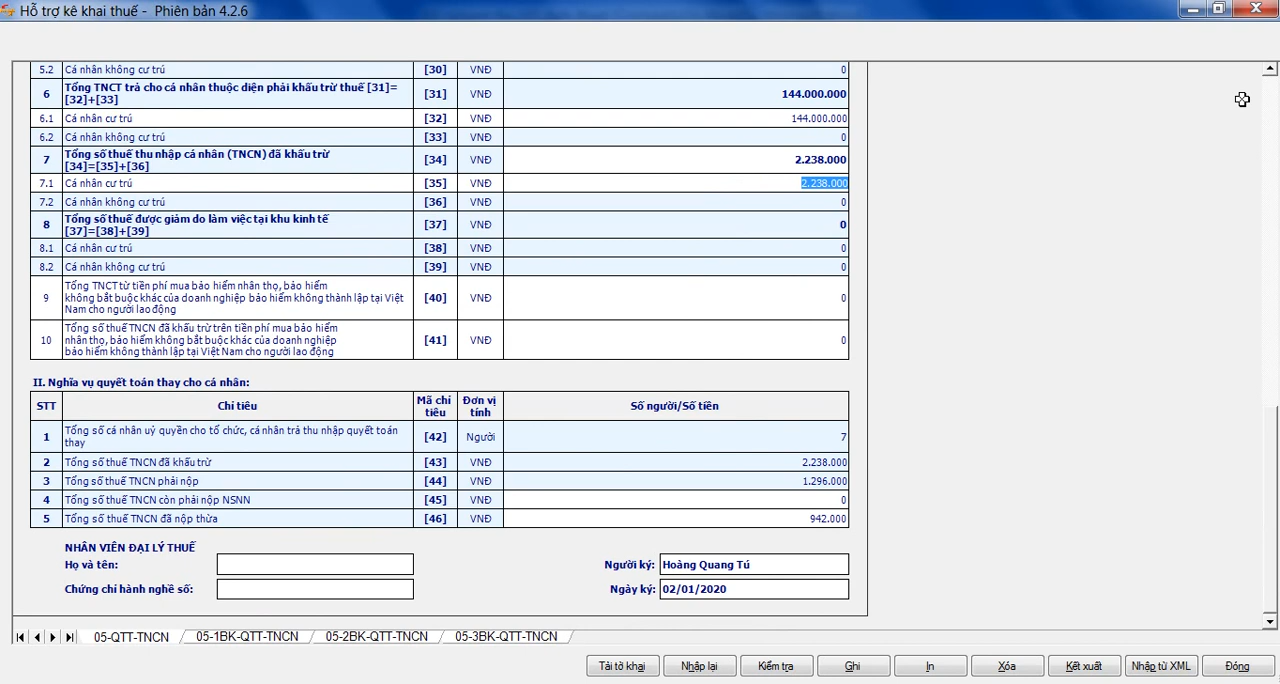 Hỗ trợ kê khai thuế - Phiên bản 4.2.6
5.2 Cá nhân không cư trú [30] VNĐ 0
6 Tổng TNCT trả cho cá nhân thuộc diện phải khấu trừ thuế [31]=
[32]+[33] [31] VNĐ 144.000.000
6.1 Cá nhân cư trú [32] VNĐ 144.000.000
6.2 Cá nhân không cư trú [33] VNĐ 0
7 Tổng số thuế thu nhập cá nhân (TNCN) đã khấu trừ
[34]=[35]+[36] [34] VNĐ 2.238.000
7.1 Cá nhân cư trú [35] VNĐ 2.238.000
7.2 Cá nhân không cư trú [36] VNĐ 0
8 Tổng số thuế được giảm do làm việc tại khu kinh tế
[37]=[38]+[39] [37] VNĐ 0
8.1 Cá nhân cư trú [38] VNĐ 0
8.2 Cá nhân không cư trú [39] VNĐ 0
9 Tổng TNCT từ tiền phí mua bảo hiểm nhân thọ, bảo hiểm
không bắt buộc khác của doanh nghiệp bảo hiểm không thành lập tại Việt
Nam cho người lao động [40] VNĐ 0
10 Tổng số thuế TNCN đã khấu trừ trên tiền phí mua bảo hiểm
nhân thọ, bảo hiểm không bắt buộc khác của doanh nghiệp
bảo hiểm không thành lập tại Việt Nam cho người lao động [41] VNĐ 0
II. Nghĩa vụ quyết toán thay cho cá nhân:
STT Chỉ tiêu Mã chỉ tiêu Đơn vị tính Số người/Số tiền
1 Tổng số cá nhân uỷ quyền cho tổ chức, cá nhân trả thu nhập quyết toán
thay [42] Người 7
2 Tổng số thuế TNCN đã khấu trừ [43] VNĐ 2.238.000
3 Tổng số thuế TNCN phải nộp [44] VNĐ 1.296.000
4 Tổng số thuế TNCN còn phải nộp NSNN [45] VNĐ 0
5 Tổng số thuế TNCN đã nộp thừa [46] VNĐ 942.000
NHÂN VIÊN ĐẠI LÝ THUẾ
Họ và tên: Người ký: Hoàng Quang Tú
Chứng chỉ hành nghề số: Ngày ký: 02/01/2020
05-QTT-TNCN 05-1BK-QTT-TNCN 05-2BK-QTT-TNCN 05-3BK-QTT-TNCN
Tải tờ khai Nhập lại Kiểm tra Ghi In Xóa Kết xuất Nhập từ XML Đóng